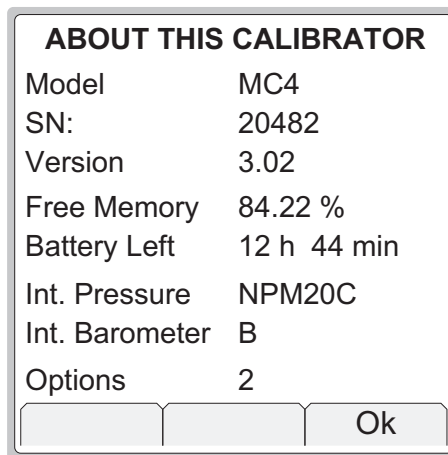 ABOUT THIS CALIBRATOR
Model MC4
SN: 20482
Version 3.02
Free Memory 84.22 %
Battery Left 12 h 44 min
Int. Pressure NPM20C
Int. Barometer B
Options 2
Ok